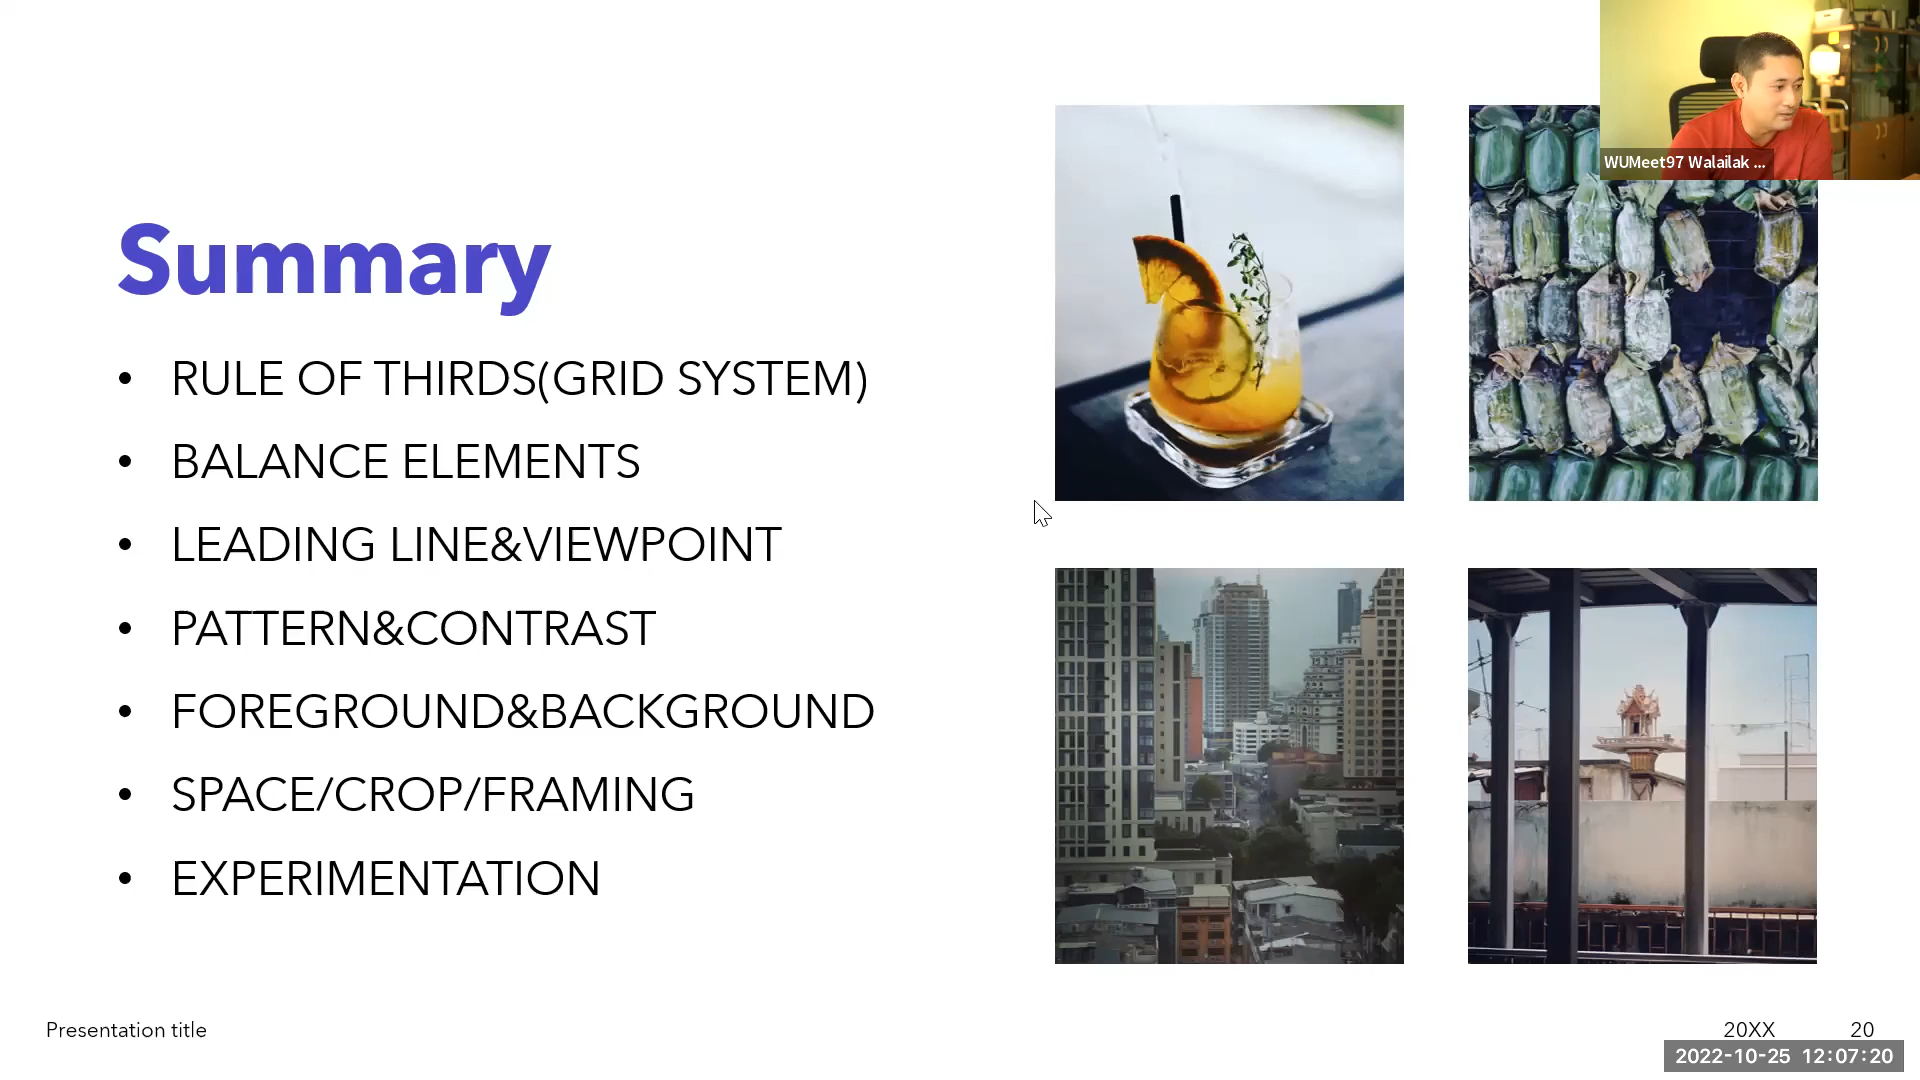 WUMeet97 Walailak ...
Summary
• RULE OF THIRDS(GRID SYSTEM)
• BALANCE ELEMENTS
• LEADING LINE&VIEWPOINT
• PATTERN&CONTRAST
• FOREGROUND&BACKGROUND
• SPACE/CROP/FRAMING
• EXPERIMENTATION
Presentation title
20XX 20
2022-10-25 12:07:20